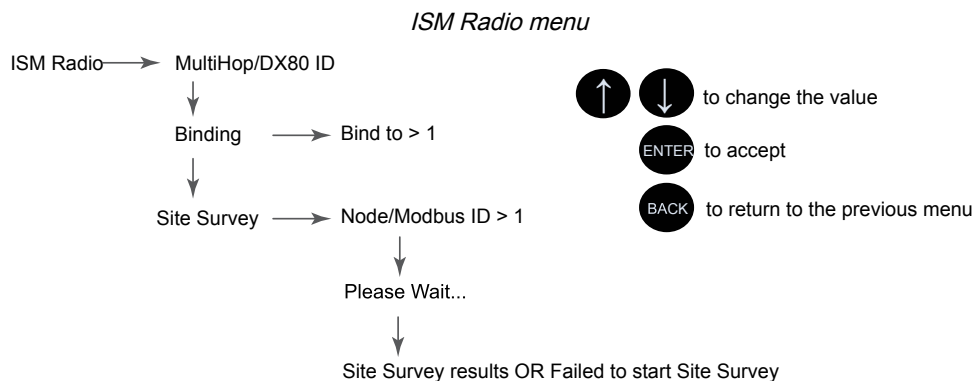 ISM Radio menu
ISM Radio
MultiHop/DX80 ID
Binding
Bind to > 1
Site Survey
Node/Modbus ID > 1
Please Wait...
Site Survey results OR Failed to start Site Survey
↑ ↓ to change the value
ENTER to accept
BACK to return to the previous menu